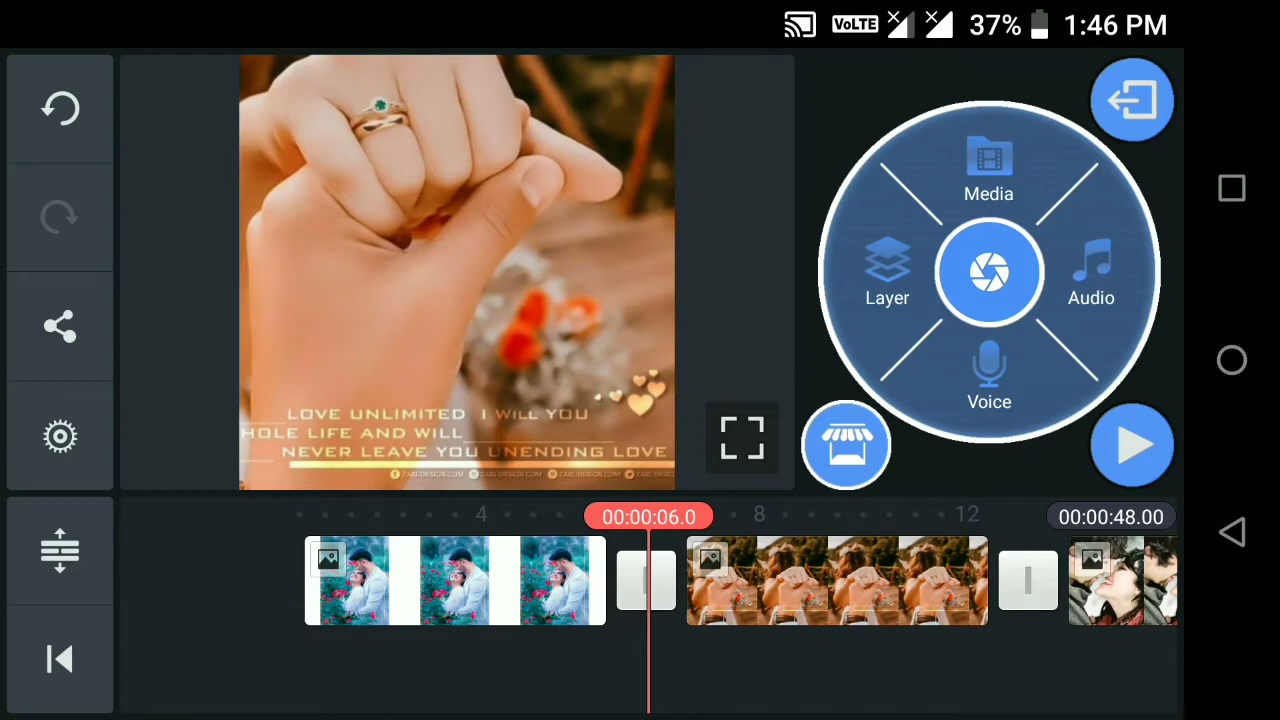 VoLTE 37% 1:46 PM
Media
Layer
Audio
Voice
LOVE UNLIMITED I WILL YOU
HOLE LIFE AND WILL
NEVER LEAVE YOU UNENDING LOVE
4
00:00:06.0
8
12
00:00:48.00